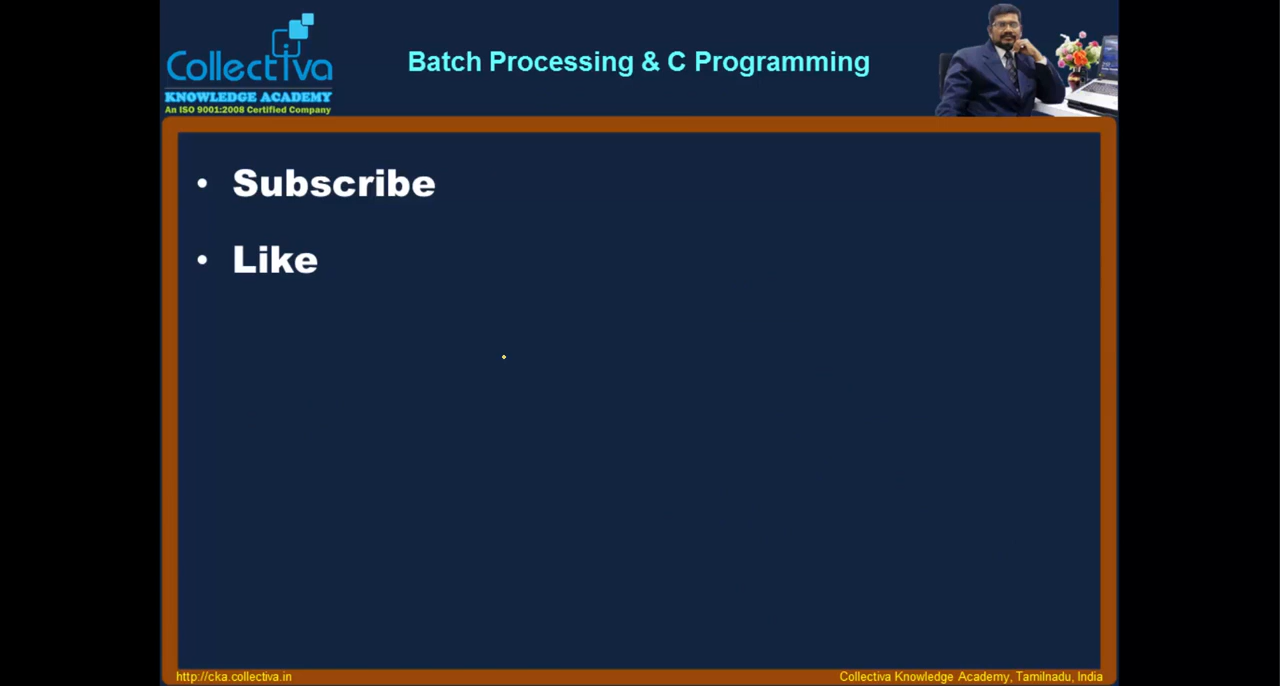 Collectiva
KNOWLEDGE ACADEMY
An ISO 9001:2008 Certified Company
Batch Processing & C Programming
• Subscribe
• Like
http://cka.collectiva.in
Collectiva Knowledge Academy, Tamilnadu, India